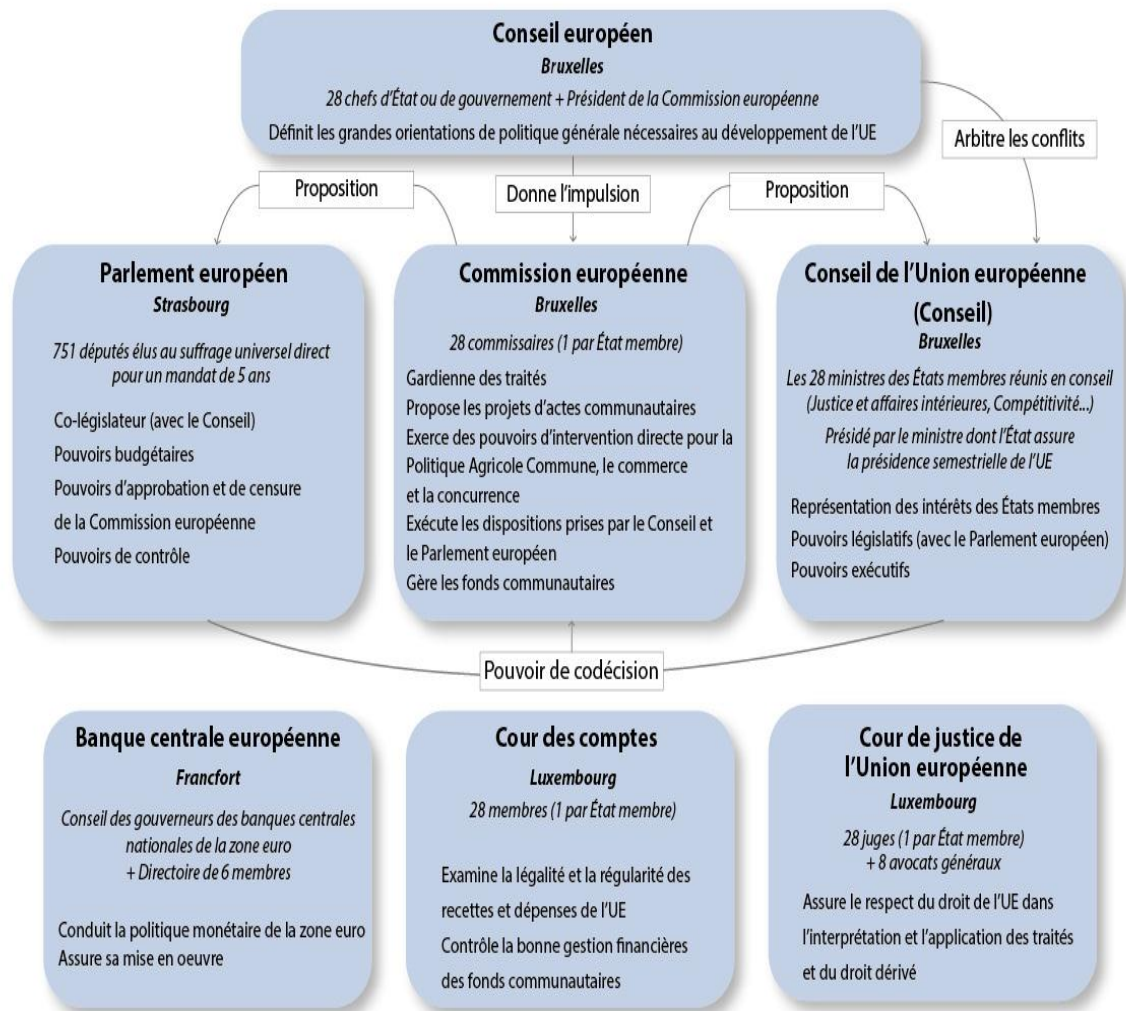 Conseil européen
Bruxelles
28 chefs d'État ou de gouvernement + Président de la Commission européenne
Définit les grandes orientations de politique générale nécessaires au développement de l'UE
Arbitre les conflits
Proposition
Donne l'impulsion
Proposition
Parlement européen
Strasbourg
751 députés élus au suffrage universel direct
pour un mandat de 5 ans
Co-législateur (avec le Conseil)
Pouvoirs budgétaires
Pouvoirs d'approbation et de censure
de la Commission européenne
Pouvoirs de contrôle
Commission européenne
Bruxelles
28 commissaires (1 par État membre)
Gardienne des traités
Propose les projets d'actes communautaires
Exerce des pouvoirs d'intervention directe pour la
Politique Agricole Commune, le commerce
et la concurrence
Exécute les dispositions prises par le Conseil et
le Parlement européen
Gère les fonds communautaires
Conseil de l'Union européenne
(Conseil)
Bruxelles
Les 28 ministres des États membres réunis en conseil
(Justice et affaires intérieures, Compétitivité...)
Présidé par le ministre dont l'État assure
la présidence semestrielle de l'UE
Représentation des intérêts des États membres
Pouvoirs législatifs (avec le Parlement européen)
Pouvoirs exécutifs
Pouvoir de codécision
Banque centrale européenne
Francfort
Conseil des gouverneurs des banques centrales
nationales de la zone euro
+ Directoire de 6 membres
Conduit la politique monétaire de la zone euro
Assure sa mise en oeuvre
Cour des comptes
Luxembourg
28 membres (1 par État membre)
Examine la légalité et la régularité des
recettes et dépenses de l'UE
Contrôle la bonne gestion financières
des fonds communautaires
Cour de justice de
l'Union européenne
Luxembourg
28 juges (1 par État membre)
+ 8 avocats généraux
Assure le respect du droit de l'UE dans
l'interprétation et l'application des traités
et du droit dérivé